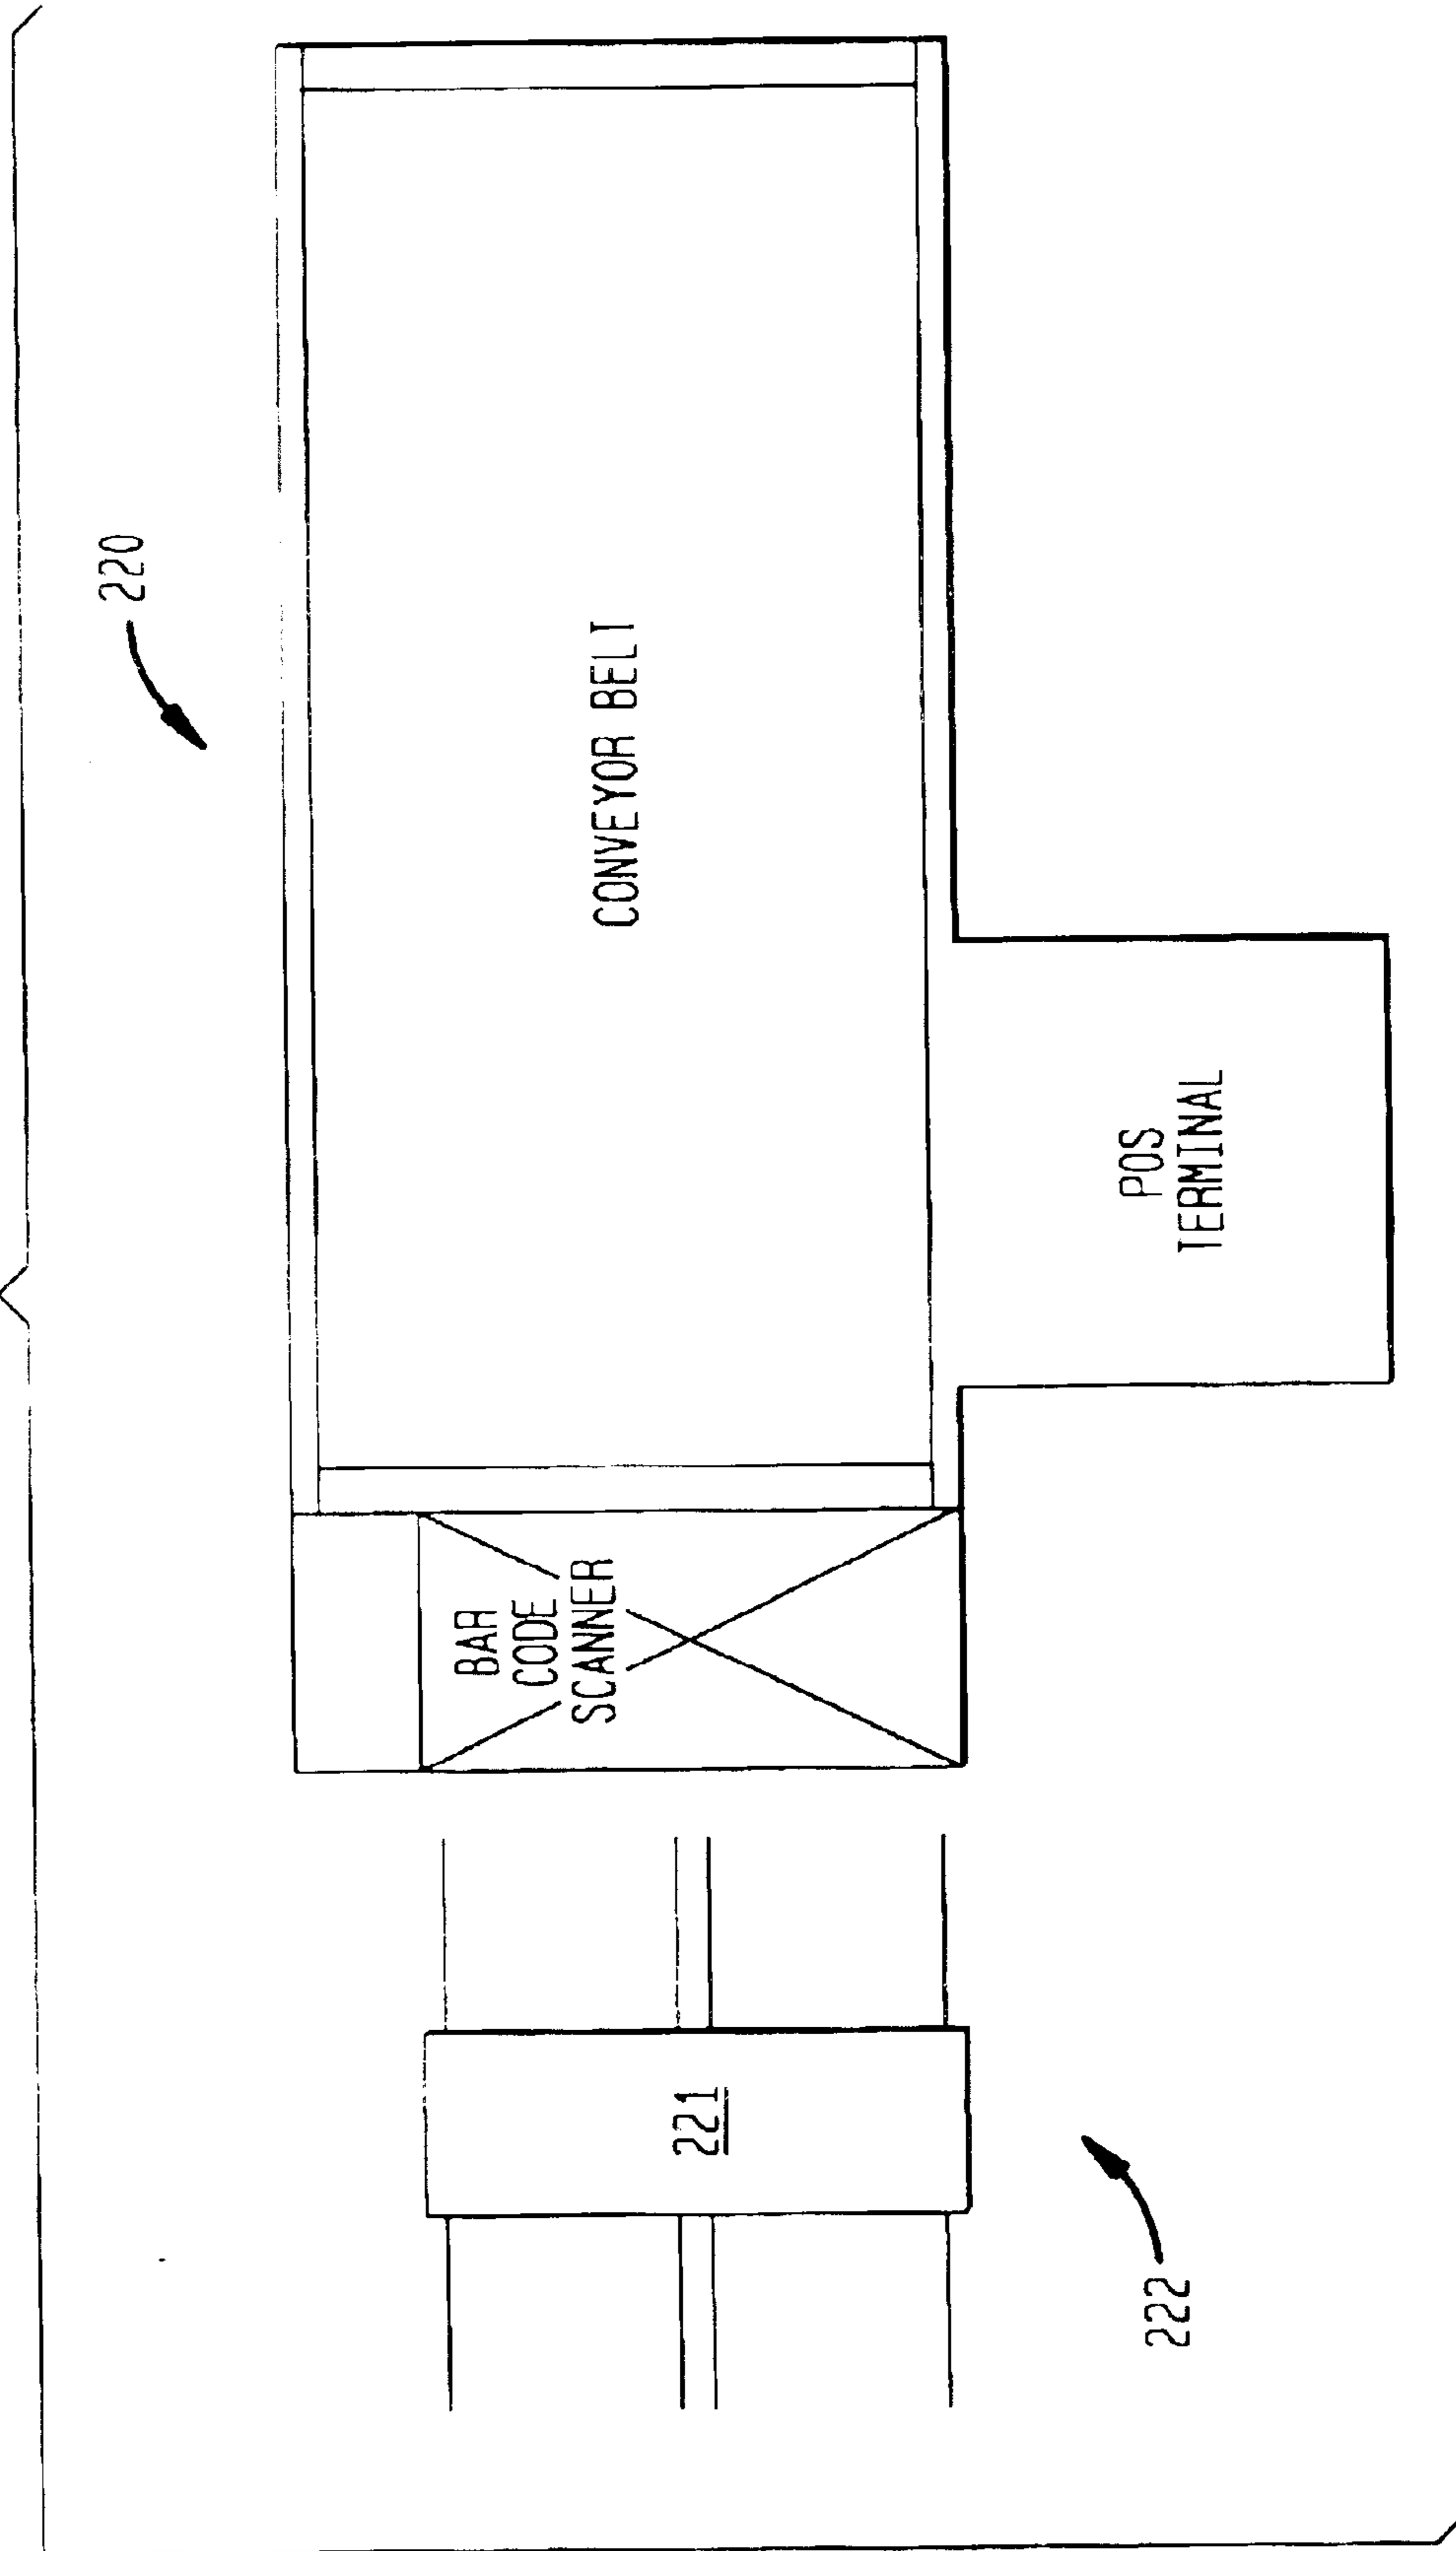 220
CONVEYOR BELT
POS
TERMINAL
BAR
CODE
SCANNER
221
222